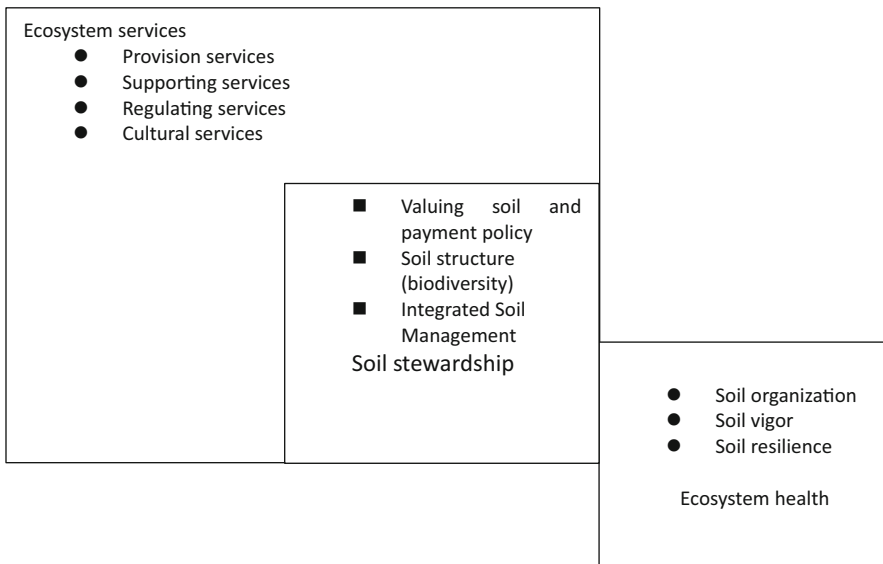 Ecosystem services
● Provision services
● Supporting services
● Regulating services
● Cultural services
■ Valuing soil and
payment policy
■ Soil structure
(biodiversity)
■ Integrated Soil
Management
Soil stewardship
● Soil organization
● Soil vigor
● Soil resilience
Ecosystem health